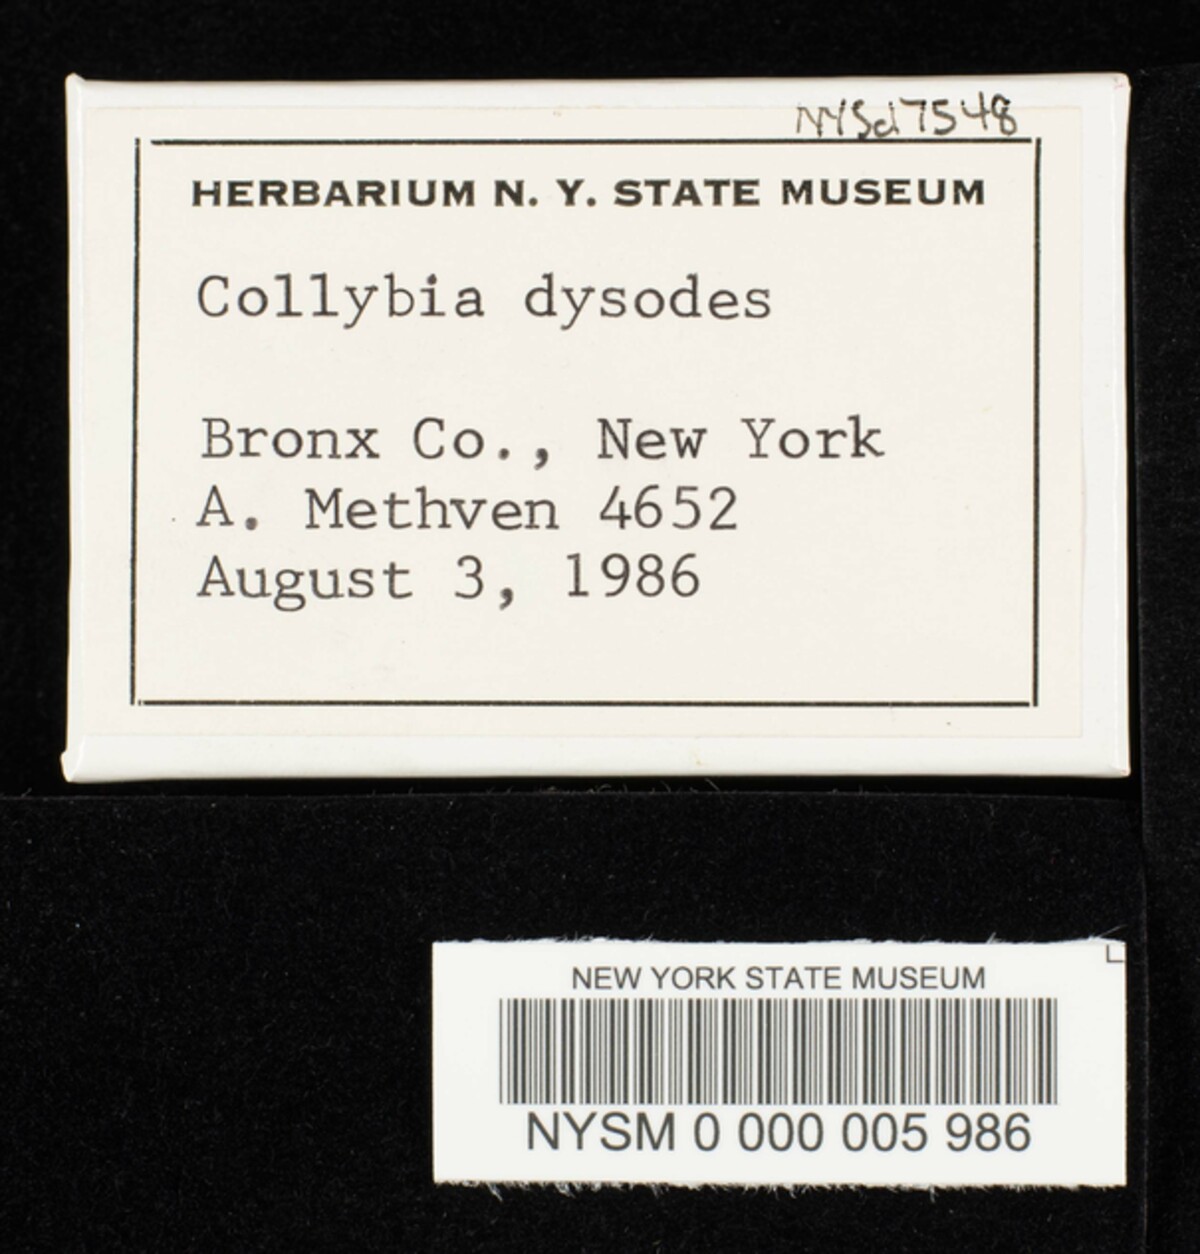 NYSd7548
HERBARIUM N. Y. STATE MUSEUM
Collybia dysodes
Bronx Co., New York
A. Methven 4652
August 3, 1986
NEW YORK STATE MUSEUM
NYSM 0 000 005 986